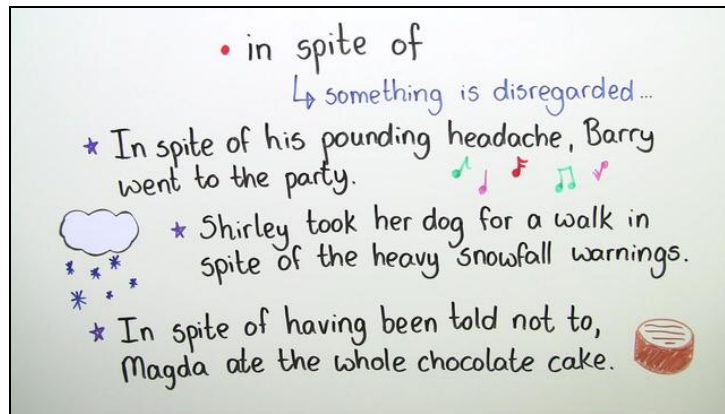 • in spite of
↳ something is disregarded...
★ In spite of his pounding headache, Barry
went to the party.
★ Shirley took her dog for a walk in
spite of the heavy snowfall warnings.
★ In spite of having been told not to,
Magda ate the whole chocolate cake.